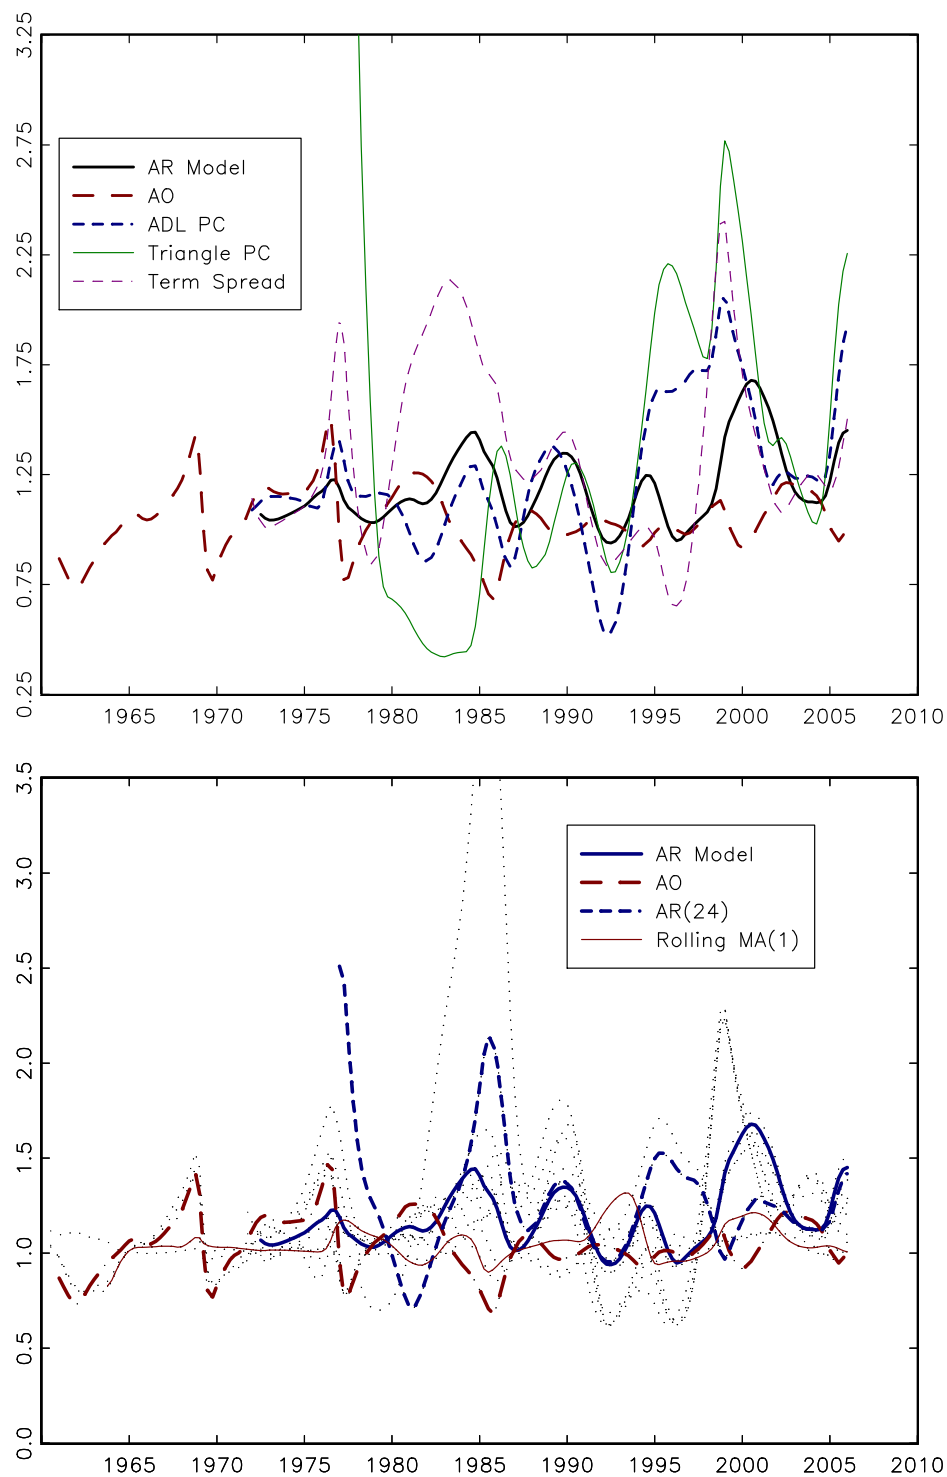 3.25
2.75
2.25
1.75
1.25
0.75
0.25
AR Model
AO
ADL PC
Triangle PC
Term Spread
1965 1970 1975 1980 1985 1990 1995 2000 2005 2010
3.5
3.0
2.5
2.0
1.5
1.0
0.5
0.0
AR Model
AO
AR(24)
Rolling MA(1)
1965 1970 1975 1980 1985 1990 1995 2000 2005 2010